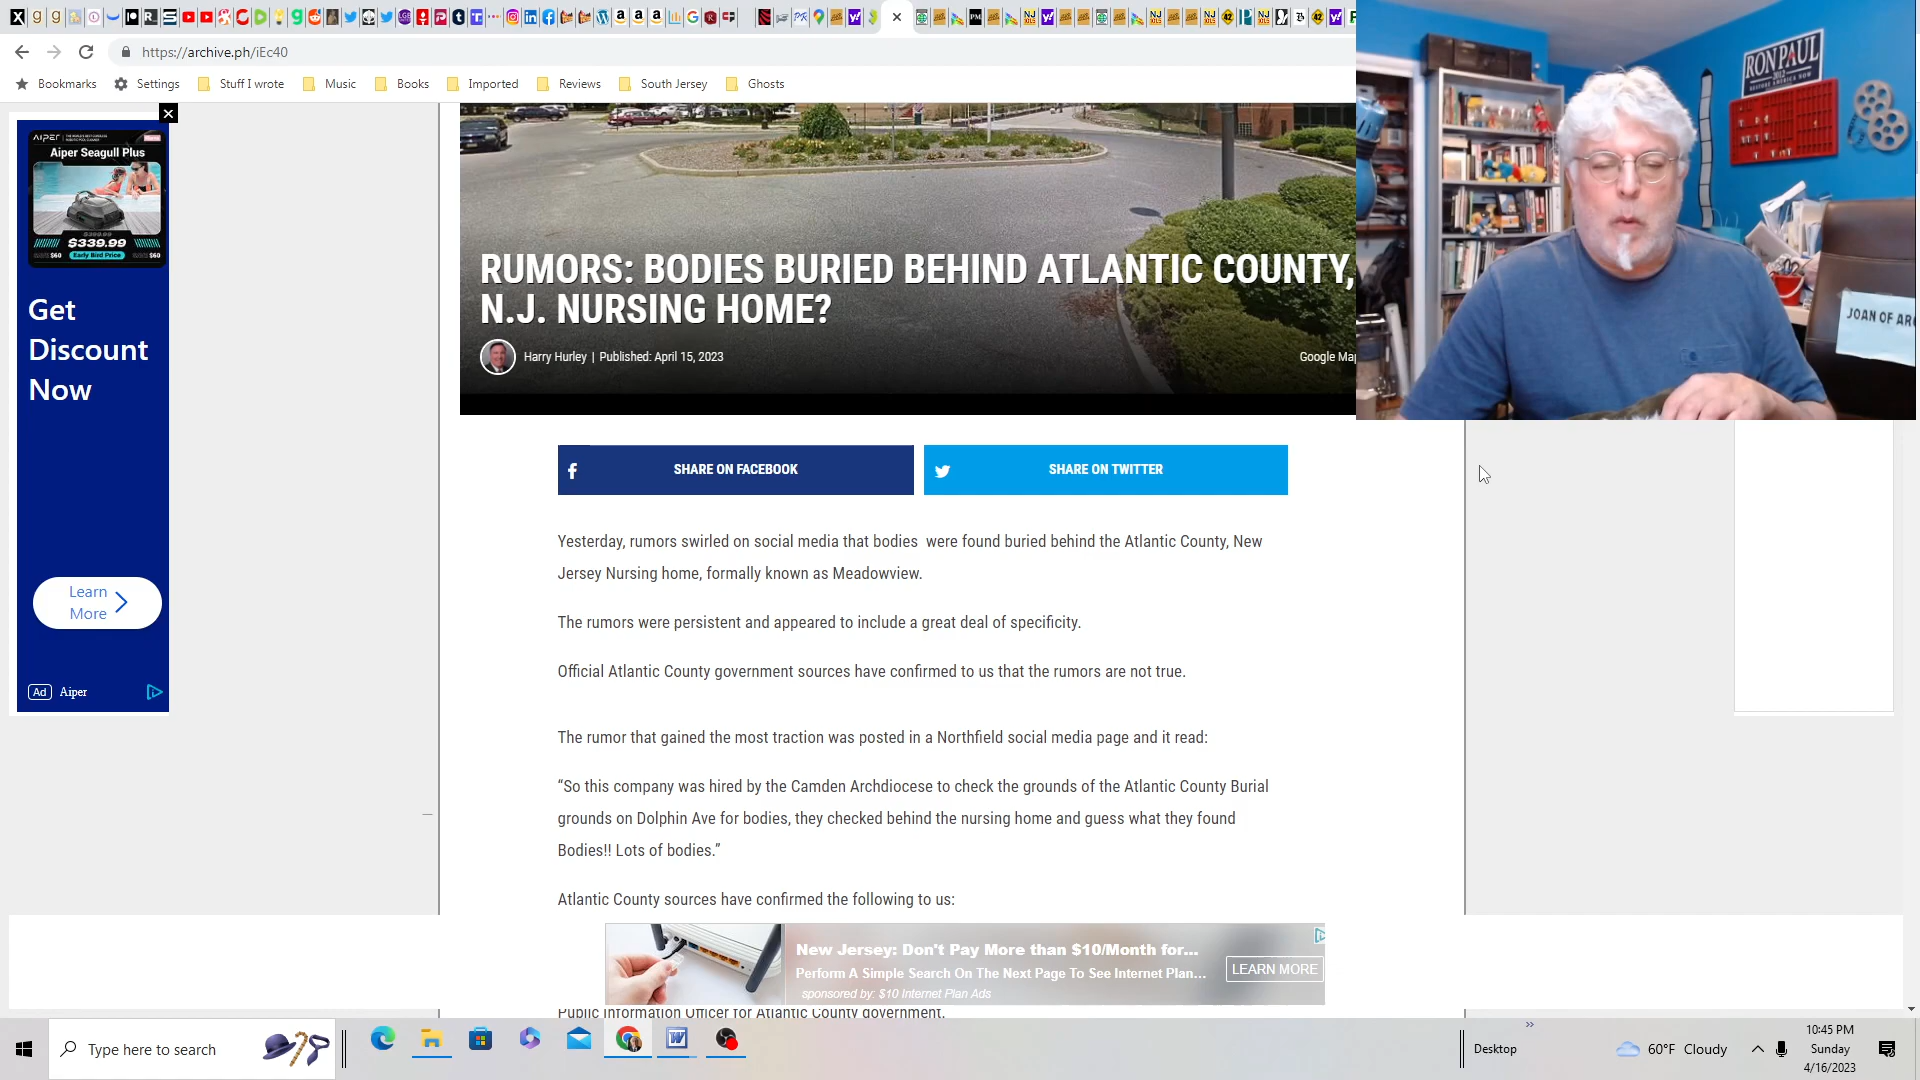 https://archive.ph/iEc40
Bookmarks Settings Stuff I wrote Music Books Imported Reviews South Jersey Ghosts
RON PAUL
2012
RESTORE AMERICA NOW
JOAN OF AR
AIPER
Aiper Seagull Plus
$339.99
$60 Early Bird Price $60
Get
Discount
Now
Learn
More
Ad Aiper
RUMORS: BODIES BURIED BEHIND ATLANTIC COUNTY,
N.J. NURSING HOME?
Harry Hurley | Published: April 15, 2023
Google Map
SHARE ON FACEBOOK
SHARE ON TWITTER
Yesterday, rumors swirled on social media that bodies were found buried behind the Atlantic County, New
Jersey Nursing home, formally known as Meadowview.
The rumors were persistent and appeared to include a great deal of specificity.
Official Atlantic County government sources have confirmed to us that the rumors are not true.
The rumor that gained the most traction was posted in a Northfield social media page and it read:
“So this company was hired by the Camden Archdiocese to check the grounds of the Atlantic County Burial
grounds on Dolphin Ave for bodies, they checked behind the nursing home and guess what they found
Bodies!! Lots of bodies.”
Atlantic County sources have confirmed the following to us:
New Jersey: Don't Pay More than $10/Month for...
Perform A Simple Search On The Next Page To See Internet Plan...
sponsored by: $10 Internet Plan Ads
LEARN MORE
Public Information Officer for Atlantic County government.
Type here to search
Desktop
60°F Cloudy
10:45 PM
Sunday
4/16/2023